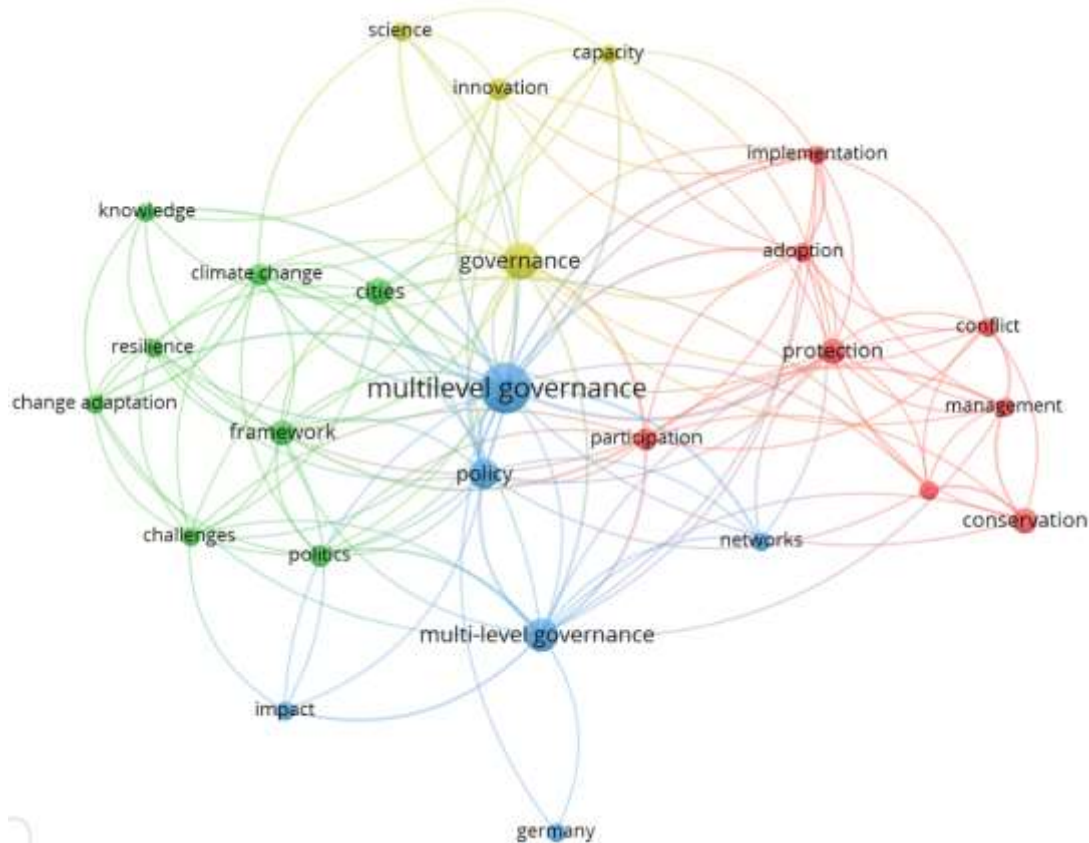 science
capacity
innovation
implementation
knowledge
adoption
governance
climate change
cities
conflict
resilience
protection
multilevel governance
change adaptation
management
framework
participation
policy
conservation
challenges
networks
politics
multi-level governance
impact
germany